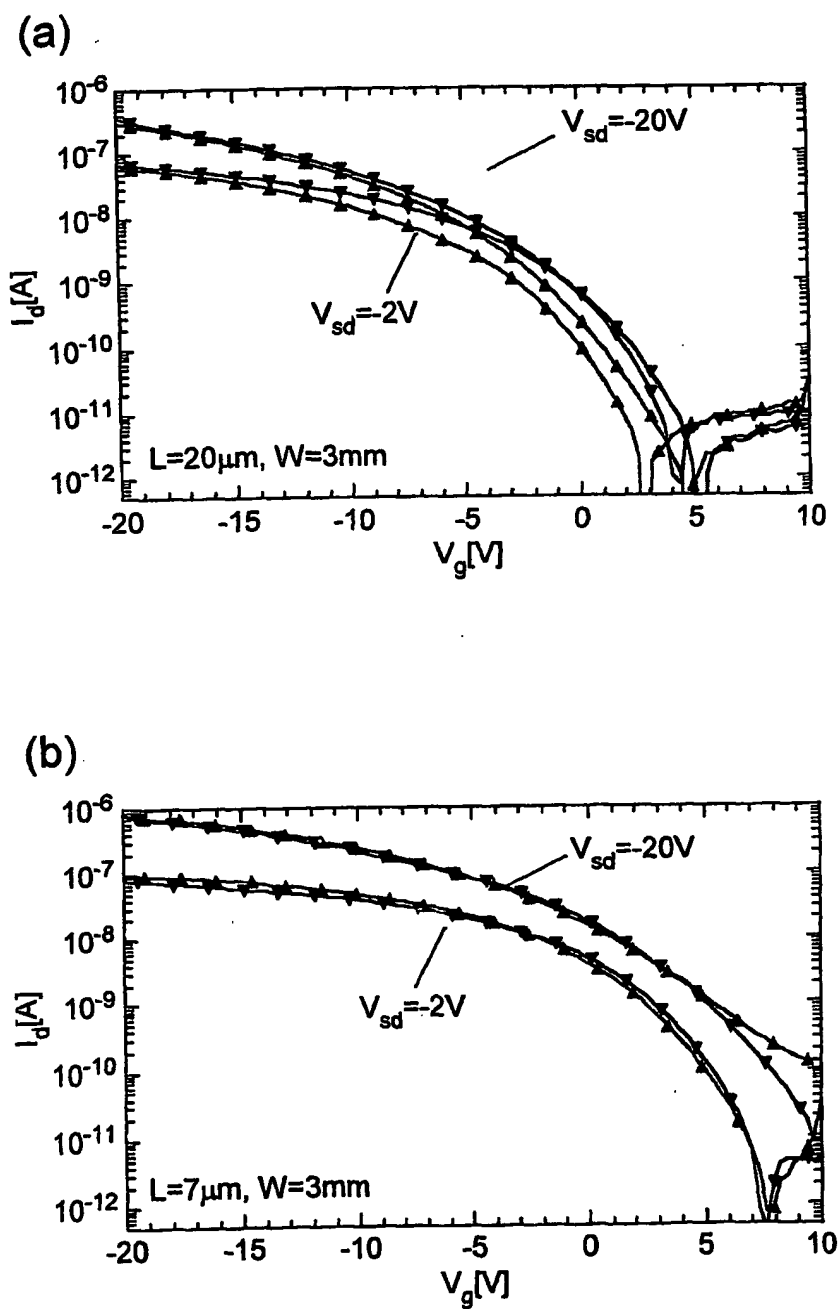 (a)
10⁻⁶
10⁻⁷
10⁻⁸
10⁻⁹
10⁻¹⁰
10⁻¹¹
10⁻¹²
I_d[A]
V_sd=-20V
V_sd=-2V
L=20μm, W=3mm
-20 -15 -10 -5 0 5 10
V_g[V]
(b)
10⁻⁶
10⁻⁷
10⁻⁸
10⁻⁹
10⁻¹⁰
10⁻¹¹
10⁻¹²
I_d[A]
V_sd=-20V
V_sd=-2V
L=7μm, W=3mm
-20 -15 -10 -5 0 5 10
V_g[V]